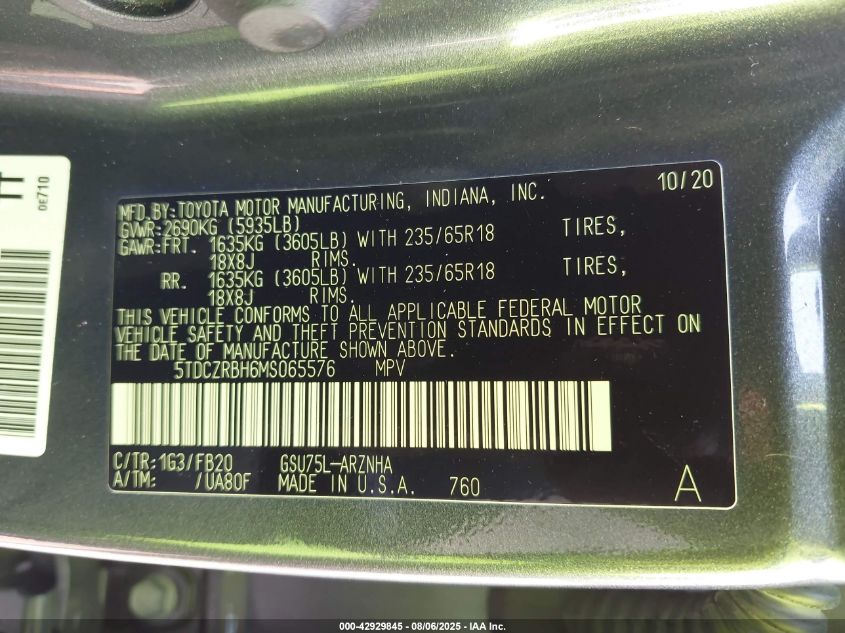 H
0E710
10/20
MFD.BY:TOYOTA MOTOR MANUFACTURING, INDIANA, INC.
GVWR:2690KG (5935LB)
GAWR:FRT. 1635KG (3605LB) WITH 235/65R18 TIRES,
18X8J RIMS.
RR. 1635KG (3605LB) WITH 235/65R18 TIRES,
18X8J RIMS.
THIS VEHICLE CONFORMS TO ALL APPLICABLE FEDERAL MOTOR
VEHICLE SAFETY AND THEFT PREVENTION STANDARDS IN EFFECT ON
THE DATE OF MANUFACTURE SHOWN ABOVE.
5TDCZRBH6MS065576 MPV
C/TR:1G3/FB20 GSU75L-ARZNHA
A/TM: /UA80F MADE IN U.S.A. 760
A
000-42929845 - 08/06/2025 - IAA Inc.